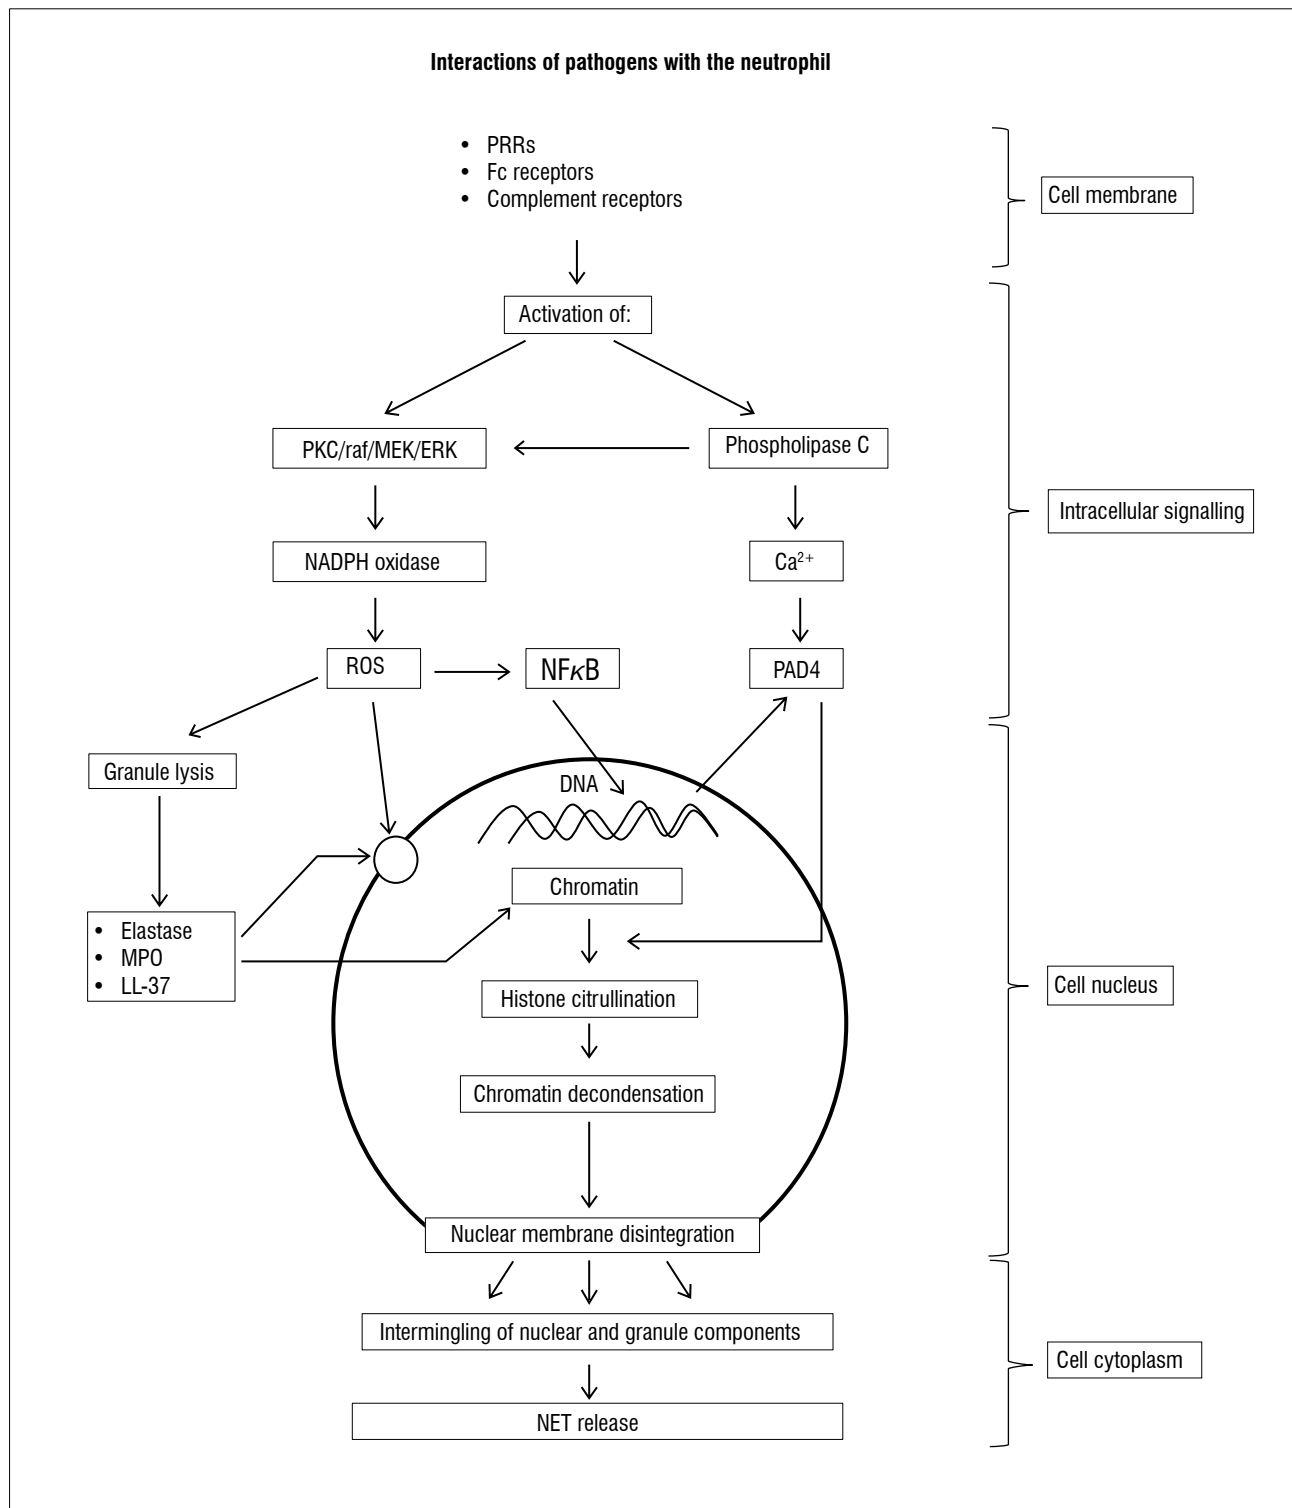 Interactions of pathogens with the neutrophil
• PRRs
• Fc receptors
• Complement receptors
Cell membrane
Activation of:
PKC/raf/MEK/ERK
Phospholipase C
Intracellular signalling
NADPH oxidase
Ca²⁺
ROS
NFκB
PAD4
Granule lysis
DNA
Chromatin
• Elastase
• MPO
• LL-37
Histone citrullination
Cell nucleus
Chromatin decondensation
Nuclear membrane disintegration
Intermingling of nuclear and granule components
Cell cytoplasm
NET release